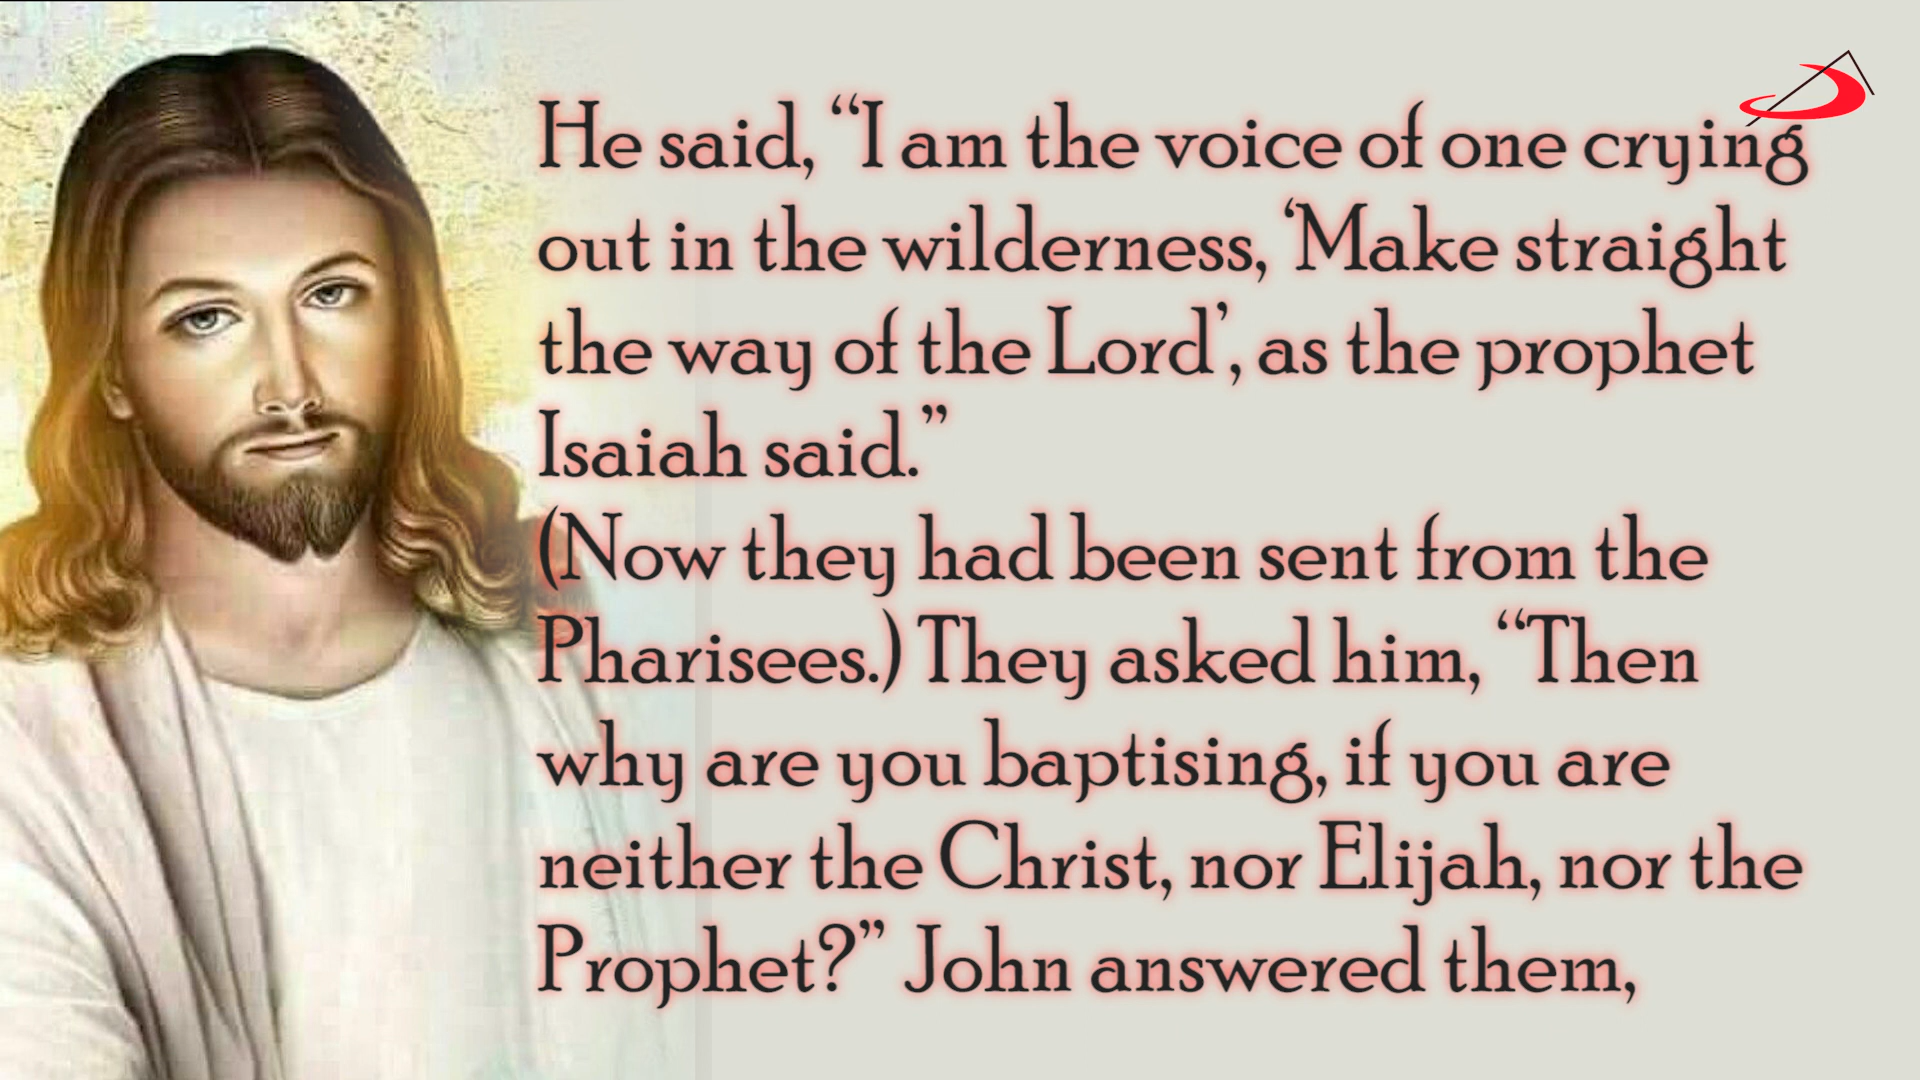 He said, “I am the voice of one crying
out in the wilderness, ‘Make straight
the way of the Lord’, as the prophet
Isaiah said.”
(Now they had been sent from the
Pharisees.) They asked him, “Then
why are you baptising, if you are
neither the Christ, nor Elijah, nor the
Prophet?” John answered them,